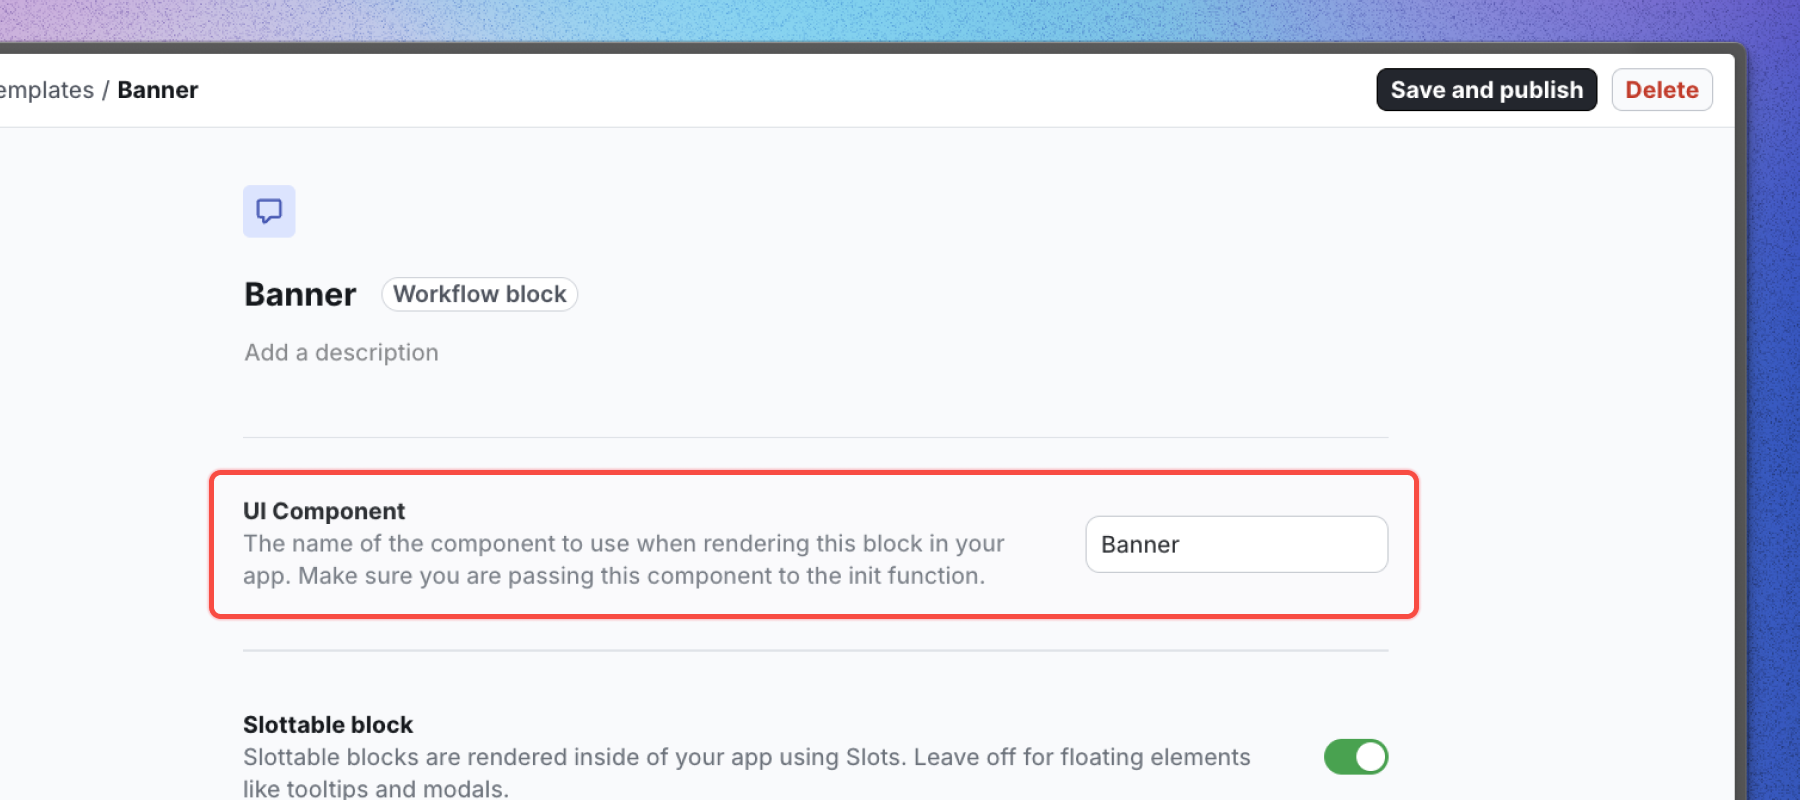 emplates / Banner
Save and publish
Delete
Banner
Workflow block
Add a description
UI Component
The name of the component to use when rendering this block in your
app. Make sure you are passing this component to the init function.
Banner
Slottable block
Slottable blocks are rendered inside of your app using Slots. Leave off for floating elements
like tooltips and modals.